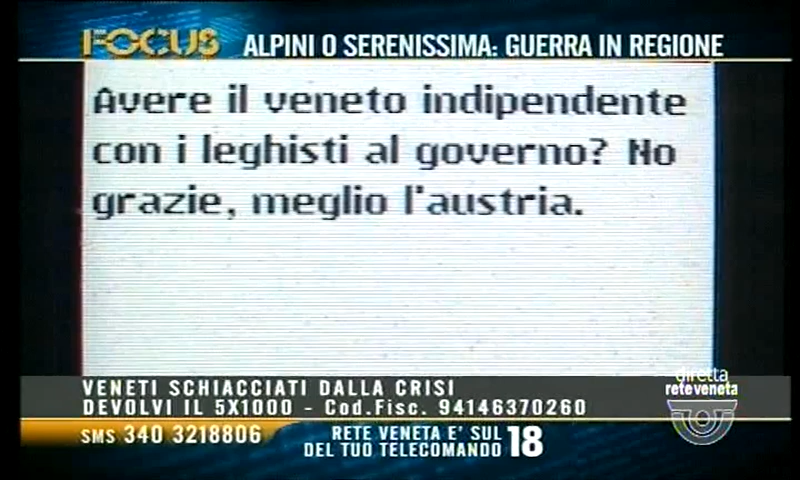 FOCUS ALPINI O SERENISSIMA: GUERRA IN REGIONE
Avere il veneto indipendente
con i leghisti al governo? No
grazie, meglio l'austria.
VENETI SCHIACCIATI DALLA CRISI
DEVOLVI IL 5X1000 - Cod.Fisc. 94146370260
diretta
reteveneta
SMS 340 3218806
RETE VENETA E' SUL
DEL TUO TELECOMANDO 18